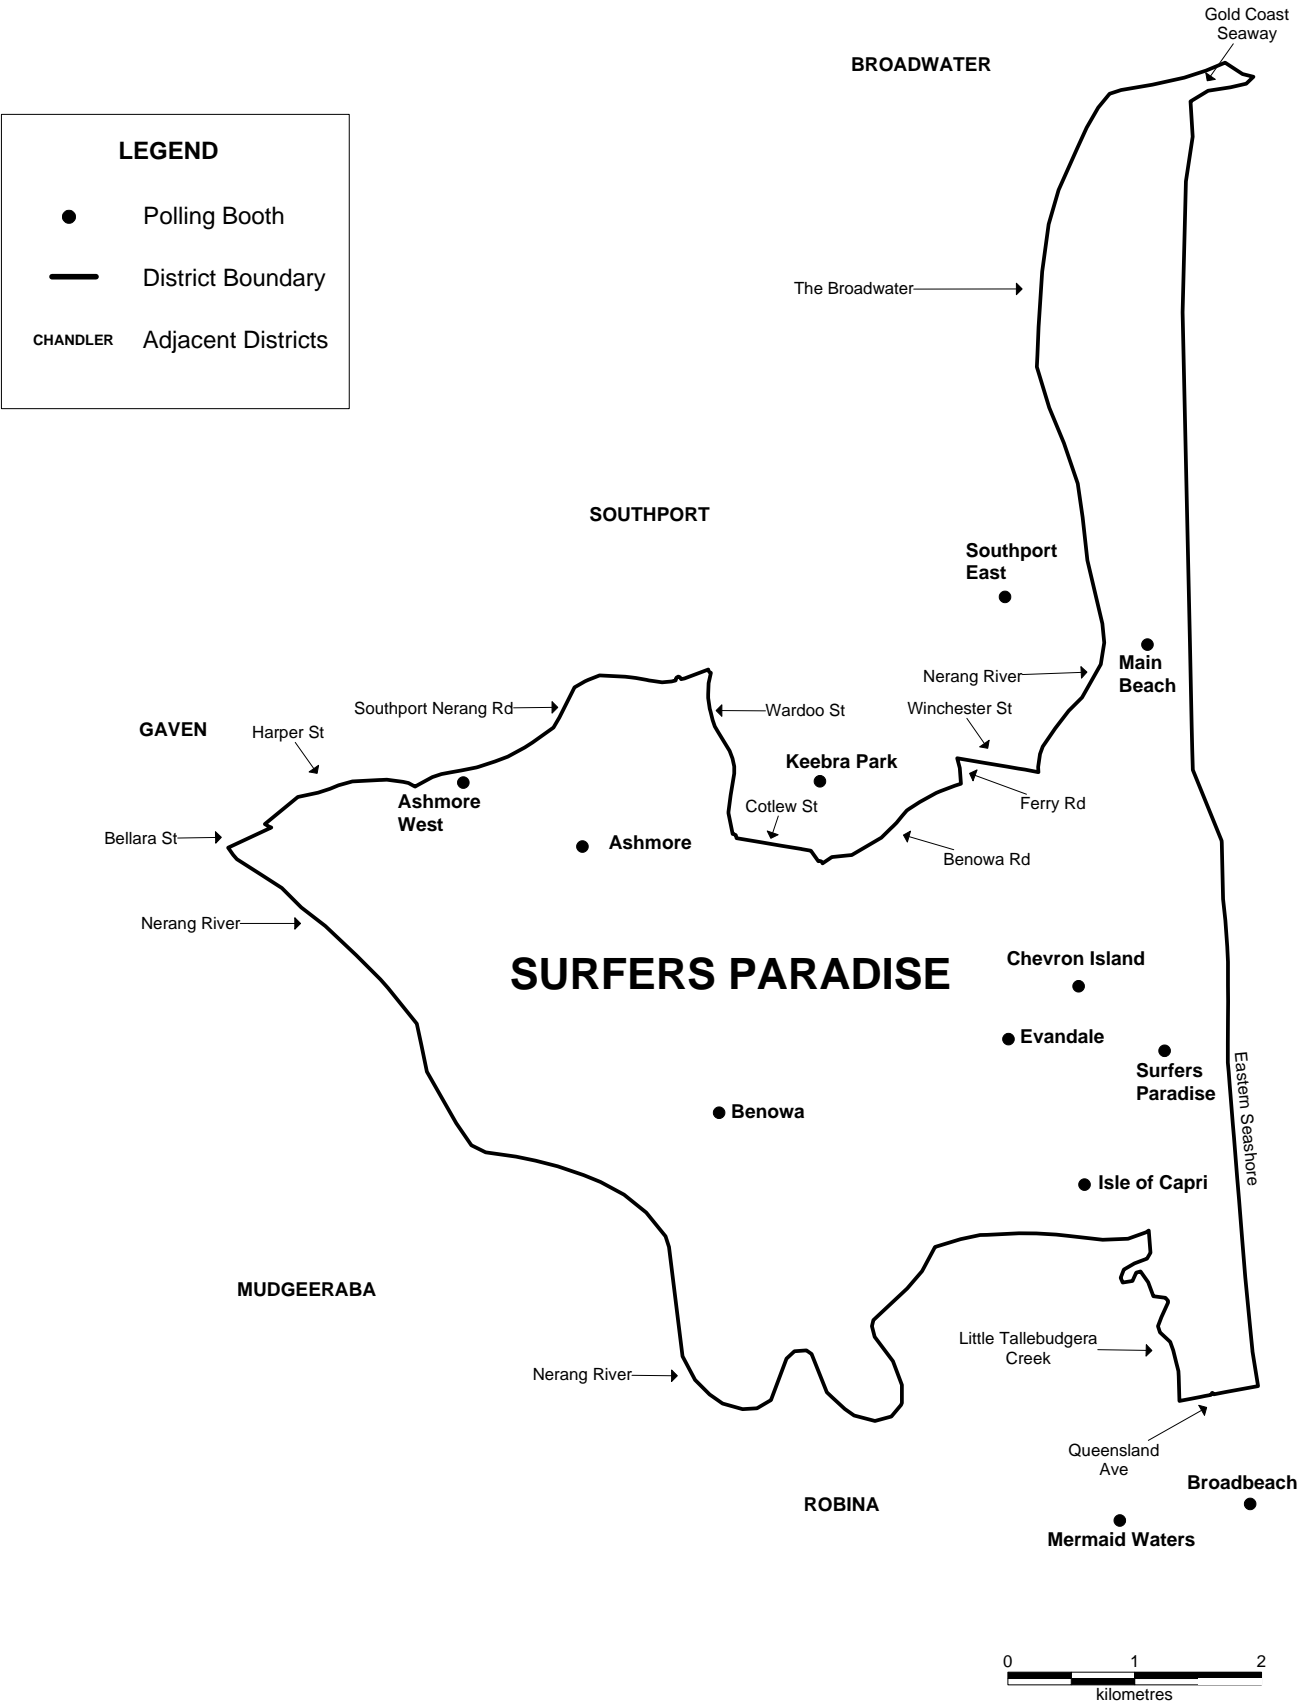 Gold Coast
Seaway
BROADWATER
LEGEND
Polling Booth
District Boundary
CHANDLER Adjacent Districts
The Broadwater
SOUTHPORT
Southport
East
Main
Beach
Nerang River
Southport Nerang Rd
Wardoo St
Winchester St
GAVEN
Harper St
Keebra Park
Ashmore
West
Cotlew St
Ferry Rd
Bellara St
Ashmore
Benowa Rd
Nerang River
SURFERS PARADISE
Chevron Island
Evandale
Surfers
Paradise
Eastern Seashore
Benowa
Isle of Capri
MUDGEERABA
Little Tallebudgera
Creek
Nerang River
Queensland
Ave
Broadbeach
ROBINA
Mermaid Waters
0 1 2
kilometres